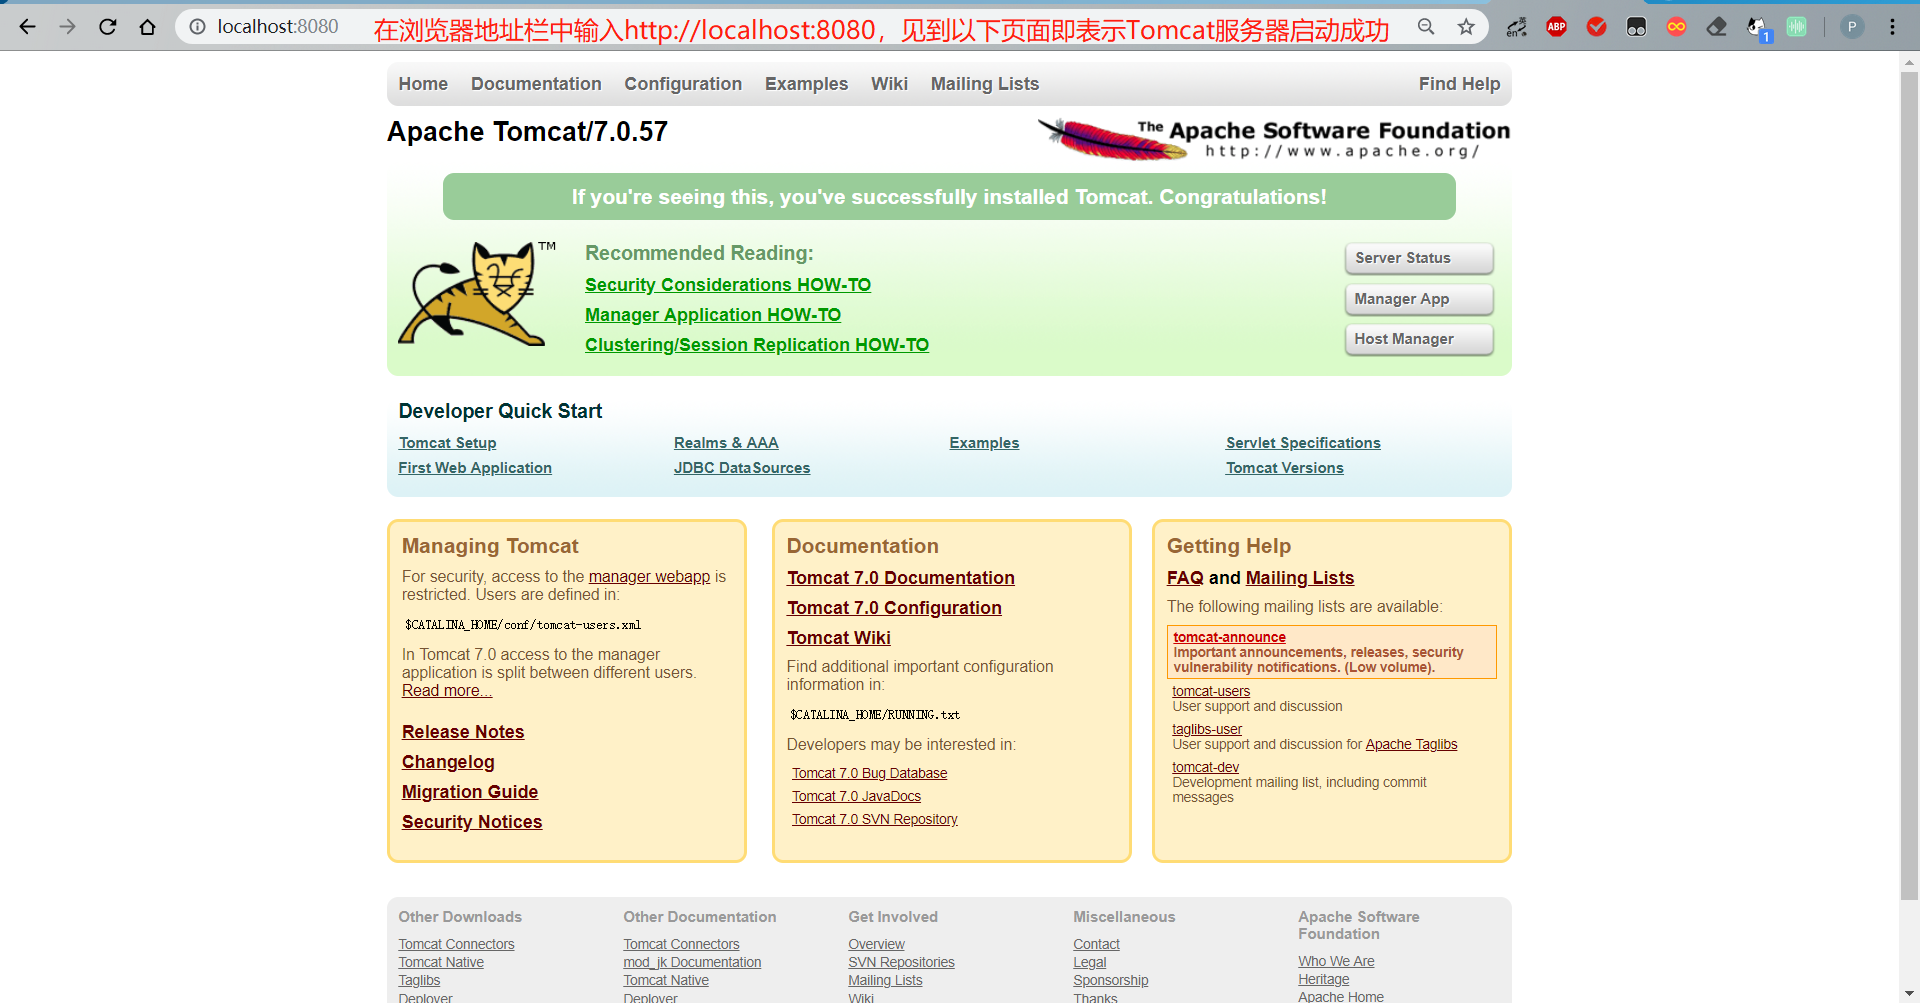 localhost:8080
在浏览器地址栏中输入http://localhost:8080，见到以下页面即表示Tomcat服务器启动成功
英
en
ABP
1
P
Home Documentation Configuration Examples Wiki Mailing Lists Find Help
Apache Tomcat/7.0.57
The Apache Software Foundation
http://www.apache.org/
If you're seeing this, you've successfully installed Tomcat. Congratulations!
TM
Recommended Reading:
Security Considerations HOW-TO
Manager Application HOW-TO
Clustering/Session Replication HOW-TO
Server Status
Manager App
Host Manager
Developer Quick Start
Tomcat Setup
First Web Application
Realms & AAA
JDBC DataSources
Examples
Servlet Specifications
Tomcat Versions
Managing Tomcat
For security, access to the manager webapp is
restricted. Users are defined in:
$CATALINA_HOME/conf/tomcat-users.xml
In Tomcat 7.0 access to the manager
application is split between different users.
Read more...
Release Notes
Changelog
Migration Guide
Security Notices
Documentation
Tomcat 7.0 Documentation
Tomcat 7.0 Configuration
Tomcat Wiki
Find additional important configuration
information in:
$CATALINA_HOME/RUNNING.txt
Developers may be interested in:
Tomcat 7.0 Bug Database
Tomcat 7.0 JavaDocs
Tomcat 7.0 SVN Repository
Getting Help
FAQ and Mailing Lists
The following mailing lists are available:
tomcat-announce
Important announcements, releases, security
vulnerability notifications. (Low volume).
tomcat-users
User support and discussion
taglibs-user
User support and discussion for Apache Taglibs
tomcat-dev
Development mailing list, including commit
messages
Other Downloads
Tomcat Connectors
Tomcat Native
Taglibs
Deployer
Other Documentation
Tomcat Connectors
mod_jk Documentation
Tomcat Native
Deployer
Get Involved
Overview
SVN Repositories
Mailing Lists
Wiki
Miscellaneous
Contact
Legal
Sponsorship
Thanks
Apache Software
Foundation
Who We Are
Heritage
Apache Home